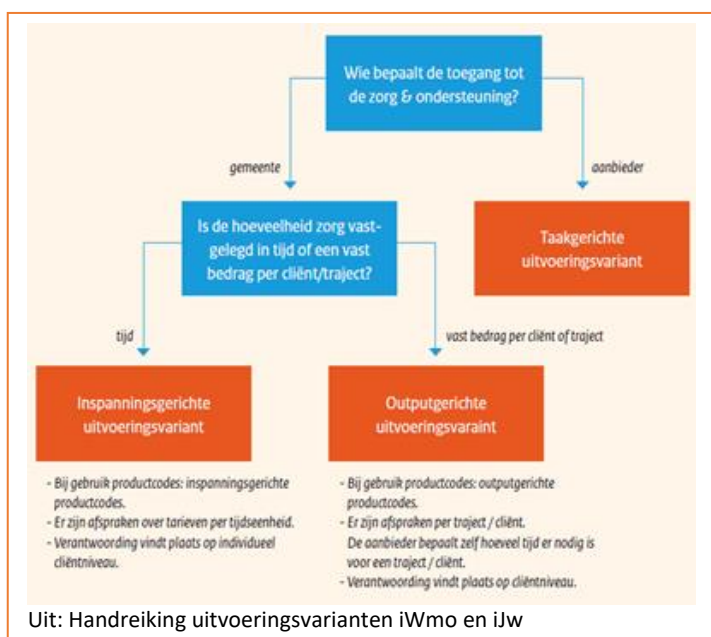 Wie bepaalt de toegang tot
de zorg & ondersteuning?
gemeente
aanbieder
Is de hoeveelheid zorg vast-
gelegd in tijd of een vast
bedrag per cliënt/traject?
Taakgerichte
uitvoeringsvariant
tijd
vast bedrag per cliënt of traject
Inspanningsgerichte
uitvoeringsvariant
Outputgerichte
uitvoeringsvaraint
- Bij gebruik productcodes: inspanningsgerichte
productcodes.
- Er zijn afspraken over tarieven per tijdseenheid.
- Verantwoording vindt plaats op individueel
cliëntniveau.
- Bij gebruik productcodes: outputgerichte
productcodes.
- Er zijn afspraken per traject / cliënt.
De aanbieder bepaalt zelf hoeveel tijd er nodig is
voor een traject / cliënt.
- Verantwoording vindt plaats op cliëntniveau.
Uit: Handreiking uitvoeringsvarianten iWmo en iJw